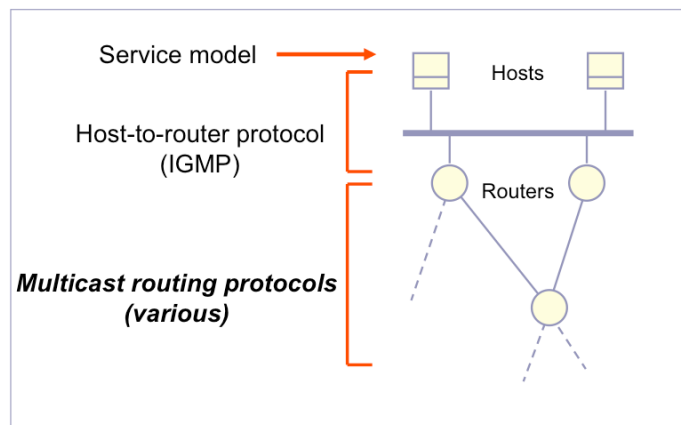 Service model
Hosts
Host-to-router protocol
(IGMP)
Routers
Multicast routing protocols
(various)